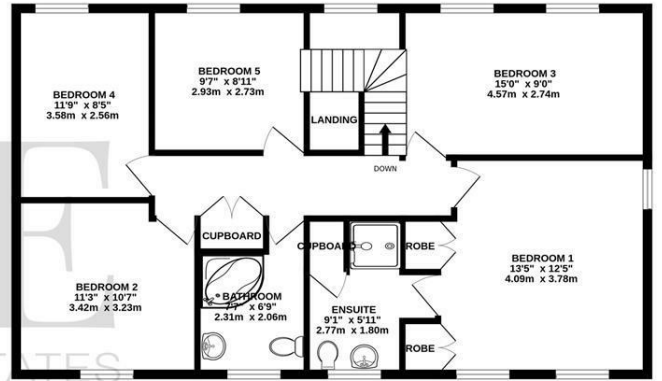 BEDROOM 4
11'9" x 8'5"
3.58m x 2.56m
BEDROOM 5
9'7" x 8'11"
2.93m x 2.73m
LANDING
BEDROOM 3
15'0" x 9'0"
4.57m x 2.74m
DOWN
CUPBOARD
BEDROOM 2
11'3" x 10'7"
3.42m x 3.23m
BATHROOM
7'7" x 6'9"
2.31m x 2.06m
CUPBOARD
ENSUITE
9'1" x 5'11"
2.77m x 1.80m
ROBE
ROBE
BEDROOM 1
13'5" x 12'5"
4.09m x 3.78m